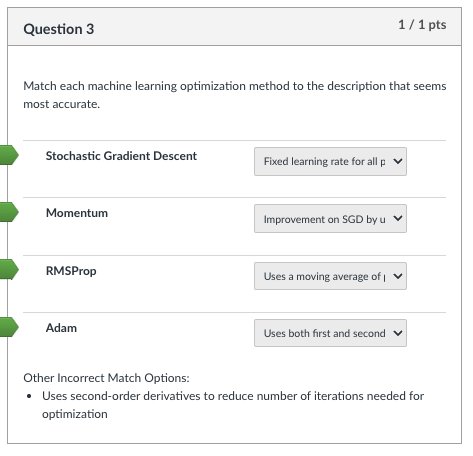 Question 3
1 / 1 pts
Match each machine learning optimization method to the description that seems
most accurate.
Stochastic Gradient Descent
Fixed learning rate for all p
Momentum
Improvement on SGD by u
RMSProp
Uses a moving average of
Adam
Uses both first and second
Other Incorrect Match Options:
• Uses second-order derivatives to reduce number of iterations needed for
optimization